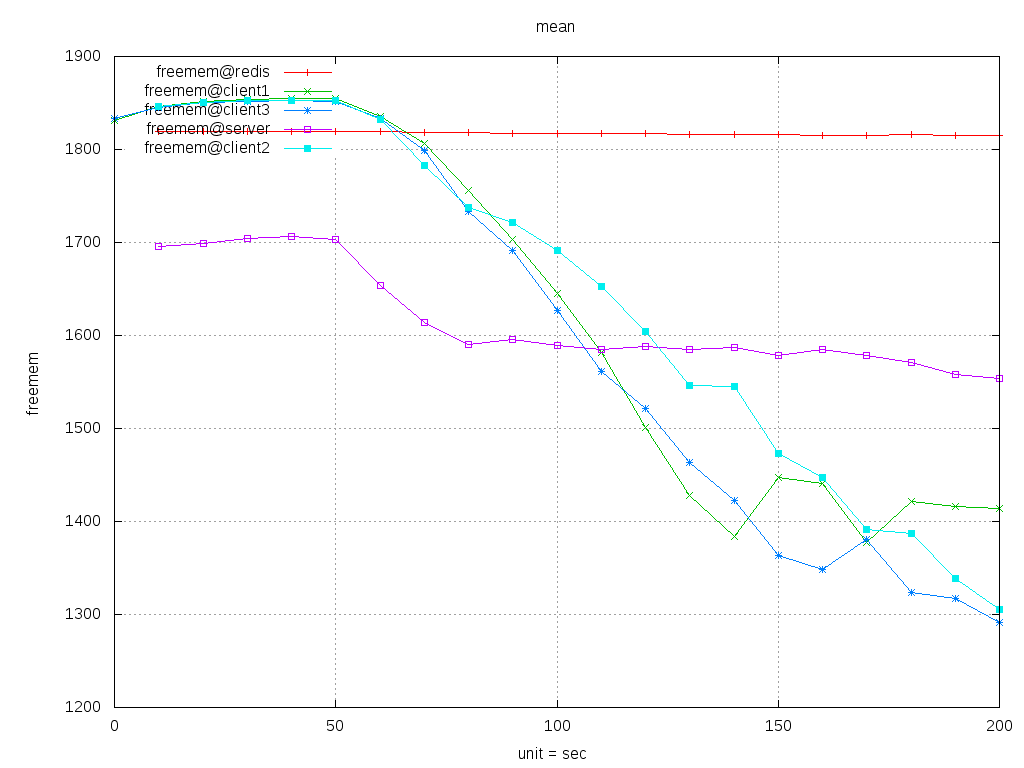 mean
1900
freemem@redis
freemem@client1
freemem@client3
freemem@server
freemem@client2
1800
1700
1600
freemem
1500
1400
1300
1200
0 50 100 150 200
unit = sec